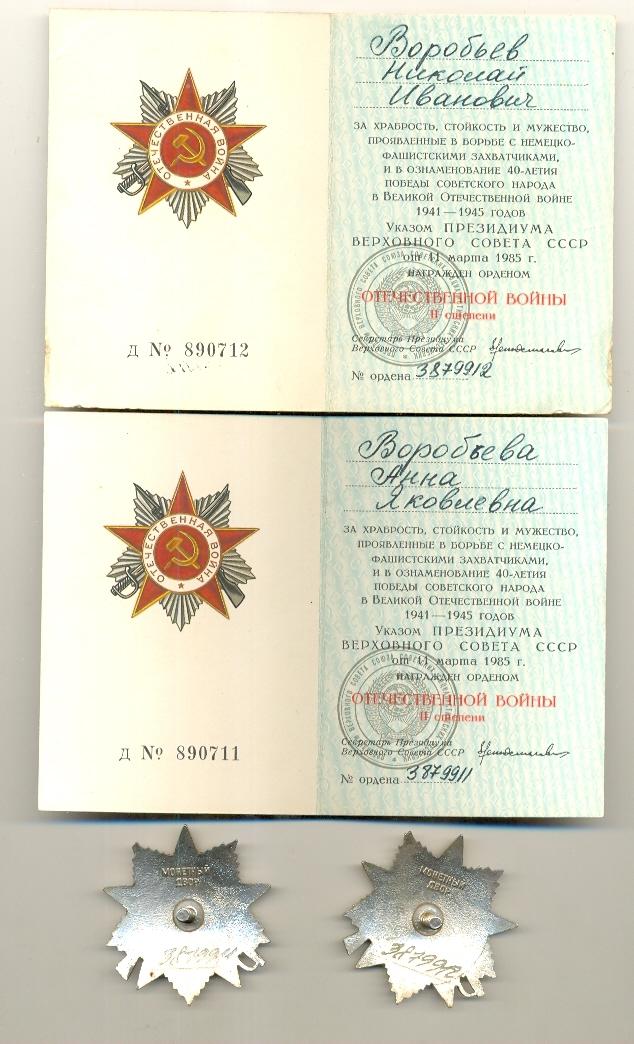 Воробьев
Николай
Иванович
ЗА ХРАБРОСТЬ, СТОЙКОСТЬ И МУЖЕСТВО,
ПРОЯВЛЕННЫЕ В БОРЬБЕ С НЕМЕЦКО-
ФАШИСТСКИМИ ЗАХВАТЧИКАМИ,
И В ОЗНАМЕНОВАНИЕ 40-ЛЕТИЯ
ПОБЕДЫ СОВЕТСКОГО НАРОДА
В ВЕЛИКОЙ ОТЕЧЕСТВЕННОЙ ВОЙНЕ
1941—1945 ГОДОВ
УКАЗОМ ПРЕЗИДИУМА
ВЕРХОВНОГО СОВЕТА СССР
от 11 марта 1985 г.
НАГРАЖДЕН ОРДЕНОМ
ОТЕЧЕСТВЕННОЙ ВОЙНЫ
II степени
Секретарь Президиума
Верховного Совета СССР
№ ордена 3879912
ОТЕЧЕСТВЕННАЯ ВОЙНА
Д № 890712
Воробьева
Анна
Яковлевна
ЗА ХРАБРОСТЬ, СТОЙКОСТЬ И МУЖЕСТВО,
ПРОЯВЛЕННЫЕ В БОРЬБЕ С НЕМЕЦКО-
ФАШИСТСКИМИ ЗАХВАТЧИКАМИ,
И В ОЗНАМЕНОВАНИЕ 40-ЛЕТИЯ
ПОБЕДЫ СОВЕТСКОГО НАРОДА
В ВЕЛИКОЙ ОТЕЧЕСТВЕННОЙ ВОЙНЕ
1941—1945 ГОДОВ
УКАЗОМ ПРЕЗИДИУМА
ВЕРХОВНОГО СОВЕТА СССР
от 11 марта 1985 г.
НАГРАЖДЕН ОРДЕНОМ
ОТЕЧЕСТВЕННОЙ ВОЙНЫ
II степени
Секретарь Президиума
Верховного Совета СССР
№ ордена 3879911
ОТЕЧЕСТВЕННАЯ ВОЙНА
Д № 890711
МОНЕТНЫЙ
ДВОР
3879911
МОНЕТНЫЙ
ДВОР
3879912